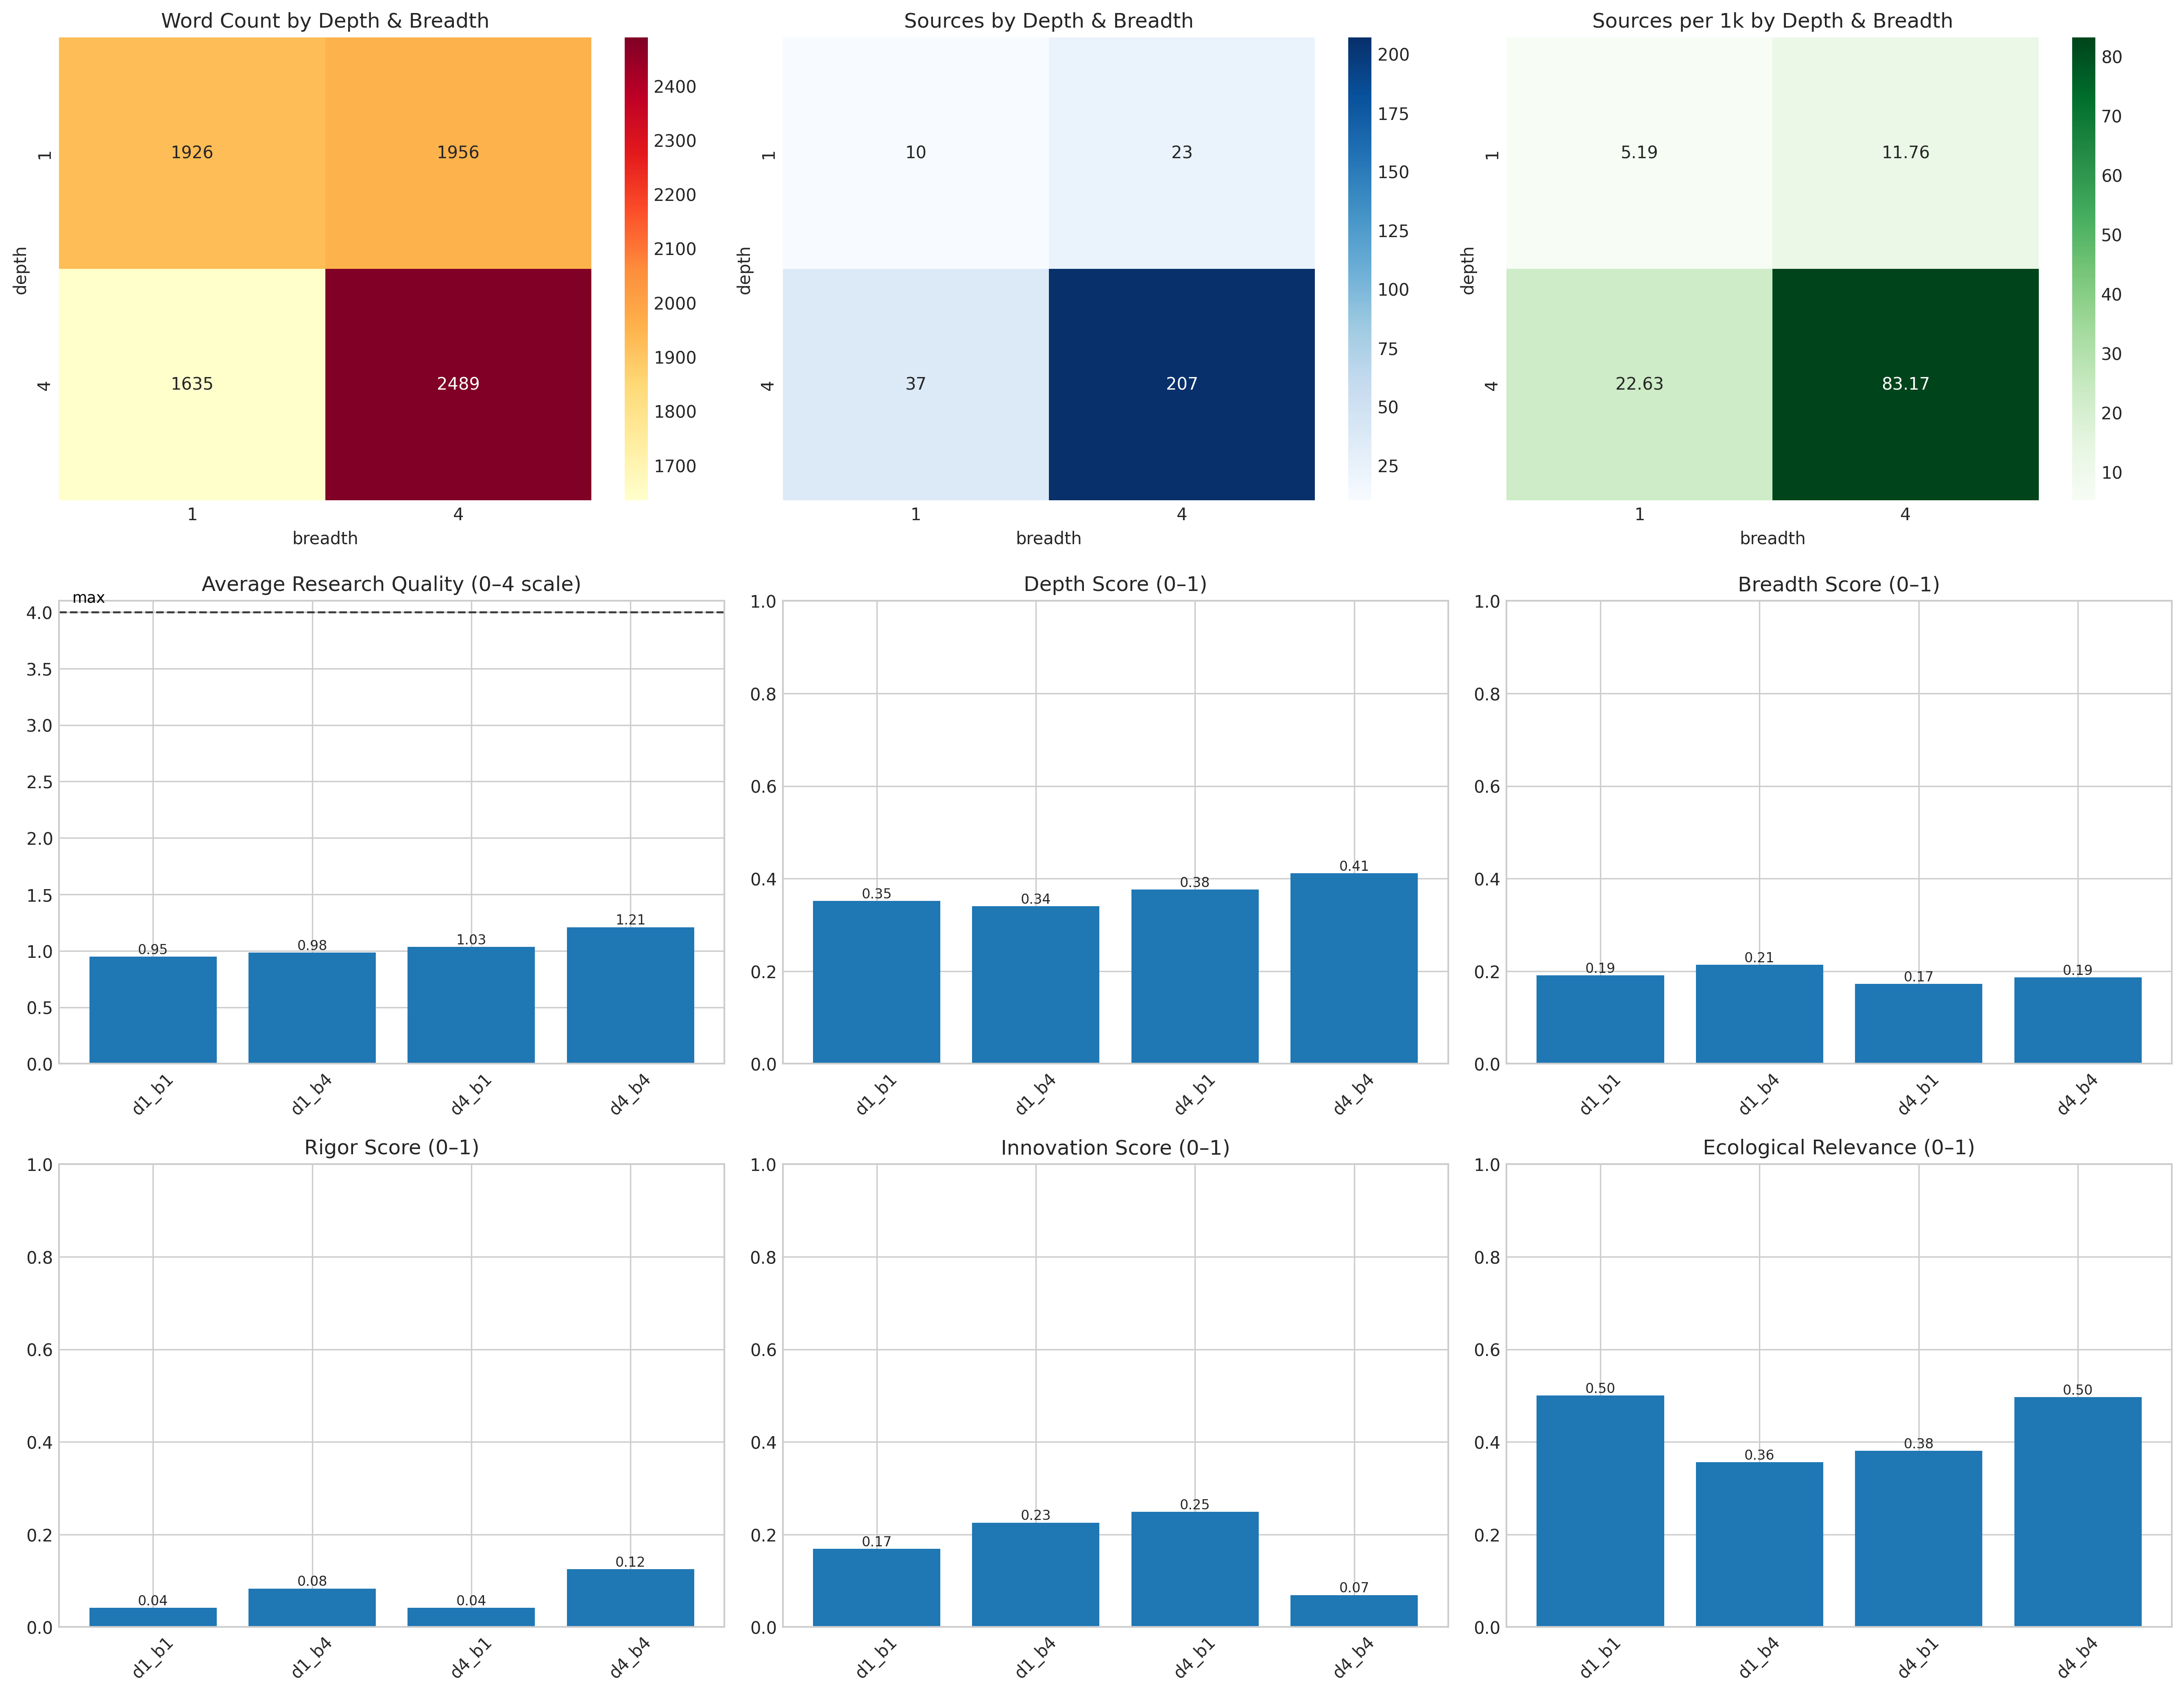 Word Count by Depth & Breadth
1926
1956
1635
2489
1
4
depth
1
4
breadth
2400
2300
2200
2100
2000
1900
1800
1700
Sources by Depth & Breadth
10
23
37
207
1
4
depth
1
4
breadth
200
175
150
125
100
75
50
25
Sources per 1k by Depth & Breadth
5.19
11.76
22.63
83.17
1
4
depth
1
4
breadth
80
70
60
50
40
30
20
10
Average Research Quality (0–4 scale)
max
4.0
3.5
3.0
2.5
2.0
1.5
1.0
0.5
0.0
0.95
0.98
1.03
1.21
d1_b1
d1_b4
d4_b1
d4_b4
Depth Score (0–1)
1.0
0.8
0.6
0.4
0.2
0.0
0.35
0.34
0.38
0.41
d1_b1
d1_b4
d4_b1
d4_b4
Breadth Score (0–1)
1.0
0.8
0.6
0.4
0.2
0.0
0.19
0.21
0.17
0.19
d1_b1
d1_b4
d4_b1
d4_b4
Rigor Score (0–1)
1.0
0.8
0.6
0.4
0.2
0.0
0.04
0.08
0.04
0.12
d1_b1
d1_b4
d4_b1
d4_b4
Innovation Score (0–1)
1.0
0.8
0.6
0.4
0.2
0.0
0.17
0.23
0.25
0.07
d1_b1
d1_b4
d4_b1
d4_b4
Ecological Relevance (0–1)
1.0
0.8
0.6
0.4
0.2
0.0
0.50
0.36
0.38
0.50
d1_b1
d1_b4
d4_b1
d4_b4